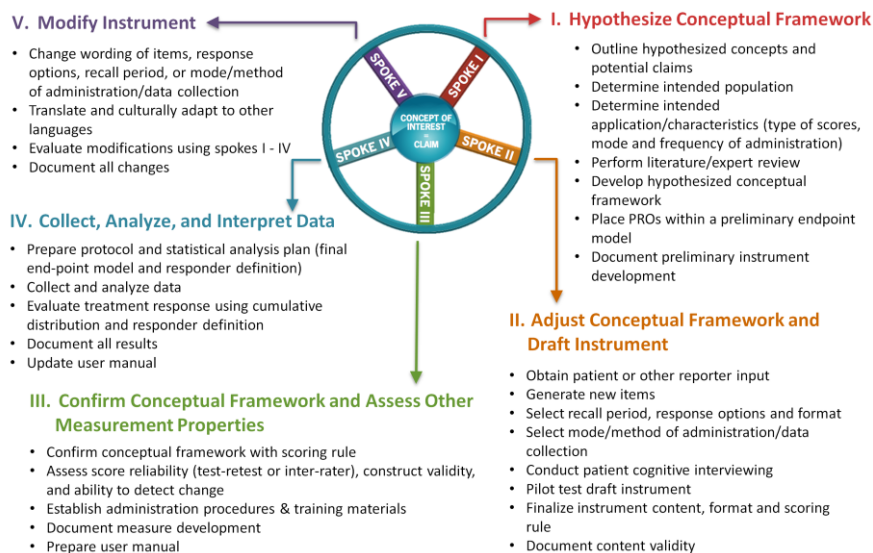 V. Modify Instrument
• Change wording of items, response
options, recall period, or mode/method
of administration/data collection
• Translate and culturally adapt to other
languages
• Evaluate modifications using spokes I - IV
• Document all changes
SPOKE V
SPOKE I
CONCEPT OF
INTEREST
=
CLAIM
SPOKE IV
SPOKE II
SPOKE III
I. Hypothesize Conceptual Framework
• Outline hypothesized concepts and
potential claims
• Determine intended population
• Determine intended
application/characteristics (type of scores,
mode and frequency of administration)
• Perform literature/expert review
• Develop hypothesized conceptual
framework
• Place PROs within a preliminary endpoint
model
• Document preliminary instrument
development
IV. Collect, Analyze, and Interpret Data
• Prepare protocol and statistical analysis plan (final
end-point model and responder definition)
• Collect and analyze data
• Evaluate treatment response using cumulative
distribution and responder definition
• Document all results
• Update user manual
II. Adjust Conceptual Framework and
Draft Instrument
• Obtain patient or other reporter input
• Generate new items
• Select recall period, response options and format
• Select mode/method of administration/data
collection
• Conduct patient cognitive interviewing
• Pilot test draft instrument
• Finalize instrument content, format and scoring
rule
• Document content validity
III. Confirm Conceptual Framework and Assess Other
Measurement Properties
• Confirm conceptual framework with scoring rule
• Assess score reliability (test-retest or inter-rater), construct validity,
and ability to detect change
• Establish administration procedures & training materials
• Document measure development
• Prepare user manual